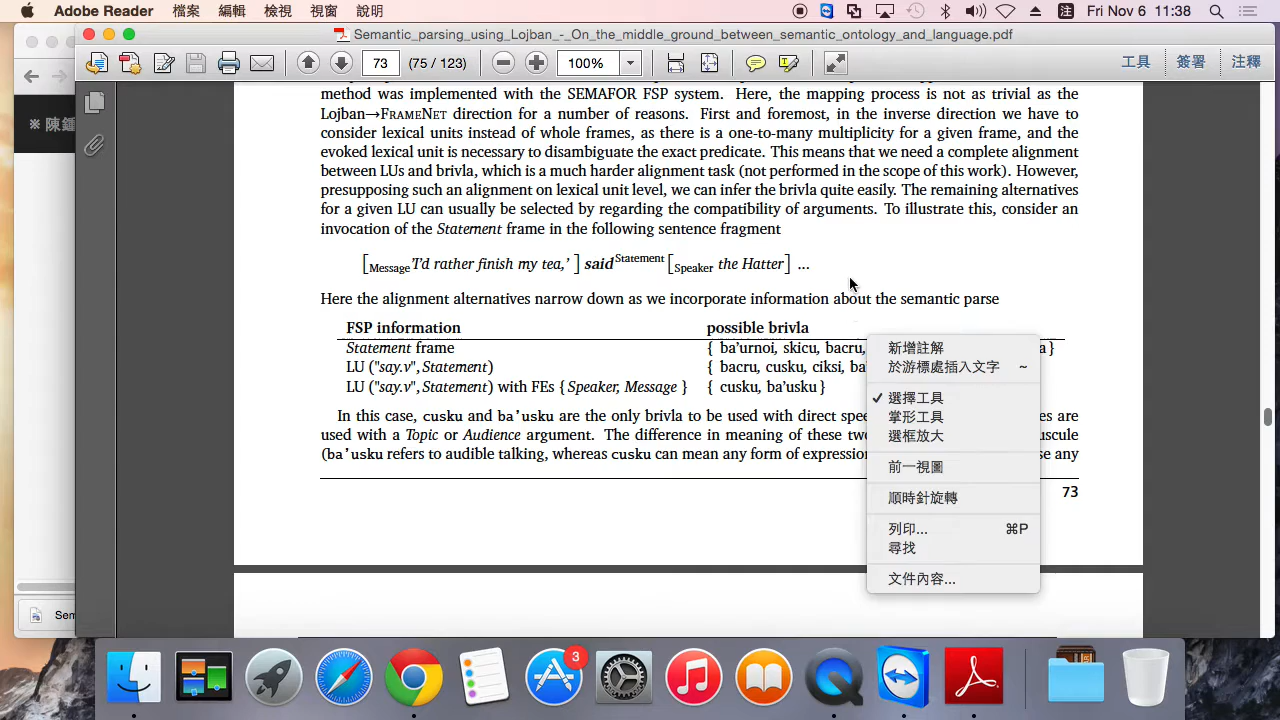 Adobe Reader 檔案 編輯 檢視 視窗 說明 注 Fri Nov 6 11:38
Semantic_parsing_using_Lojban_-_On_the_middle_ground_between_semantic_ontology_and_language.pdf
73 (75 / 123) 100% 工具 簽署 注釋
※ 陳鍾
method was implemented with the SEMAFOR FSP system. Here, the mapping process is not as trivial as the
Lojban→FRAMENET direction for a number of reasons. First and foremost, in the inverse direction we have to
consider lexical units instead of whole frames, as there is a one-to-many multiplicity for a given frame, and the
evoked lexical unit is necessary to disambiguate the exact predicate. This means that we need a complete alignment
between LUs and brivla, which is a much harder alignment task (not performed in the scope of this work). However,
presupposing such an alignment on lexical unit level, we can infer the brivla quite easily. The remaining alternatives
for a given LU can usually be selected by regarding the compatibility of arguments. To illustrate this, consider an
invocation of the Statement frame in the following sentence fragment
[Message 'I'd rather finish my tea,' ] said Statement [Speaker the Hatter] ...
Here the alignment alternatives narrow down as we incorporate information about the semantic parse
FSP information possible brivla
Statement frame { ba'urnoi, skicu, bacru, a }
LU ("say.v", Statement) { bacru, cusku, ciksi, ba
LU ("say.v", Statement) with FEs { Speaker, Message } { cusku, ba'usku }
In this case, cusku and ba'usku are the only brivla to be used with direct spee es are
used with a Topic or Audience argument. The difference in meaning of these two uscule
(ba'usku refers to audible talking, whereas cusku can mean any form of expression se any
73
新增註解
於游標處插入文字 ~
✓ 選擇工具
掌形工具
選框放大
前一視圖
順時針旋轉
列印... ⌘P
尋找
文件內容...
Sem
3